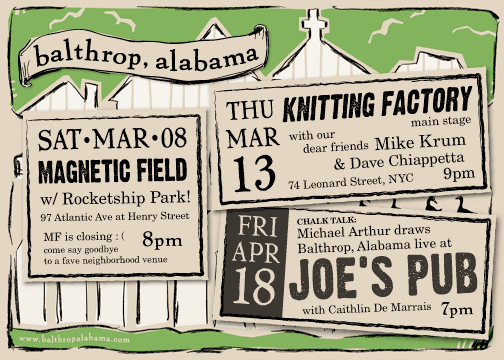 balthrop, alabama
SAT•MAR•08
MAGNETIC FIELD
w/ Rocketship Park!
97 Atlantic Ave at Henry Street
MF is closing : (
come say goodbye
to a fave neighborhood venue
8pm
THU
MAR
13
KNITTING FACTORY
main stage
with our
dear friends Mike Krum
& Dave Chiappetta
74 Leonard Street, NYC
9pm
FRI
APR
18
CHALK TALK:
Michael Arthur draws
Balthrop, Alabama live at
JOE'S PUB
with Caithlin De Marrais
7pm
www.balthropalabama.com